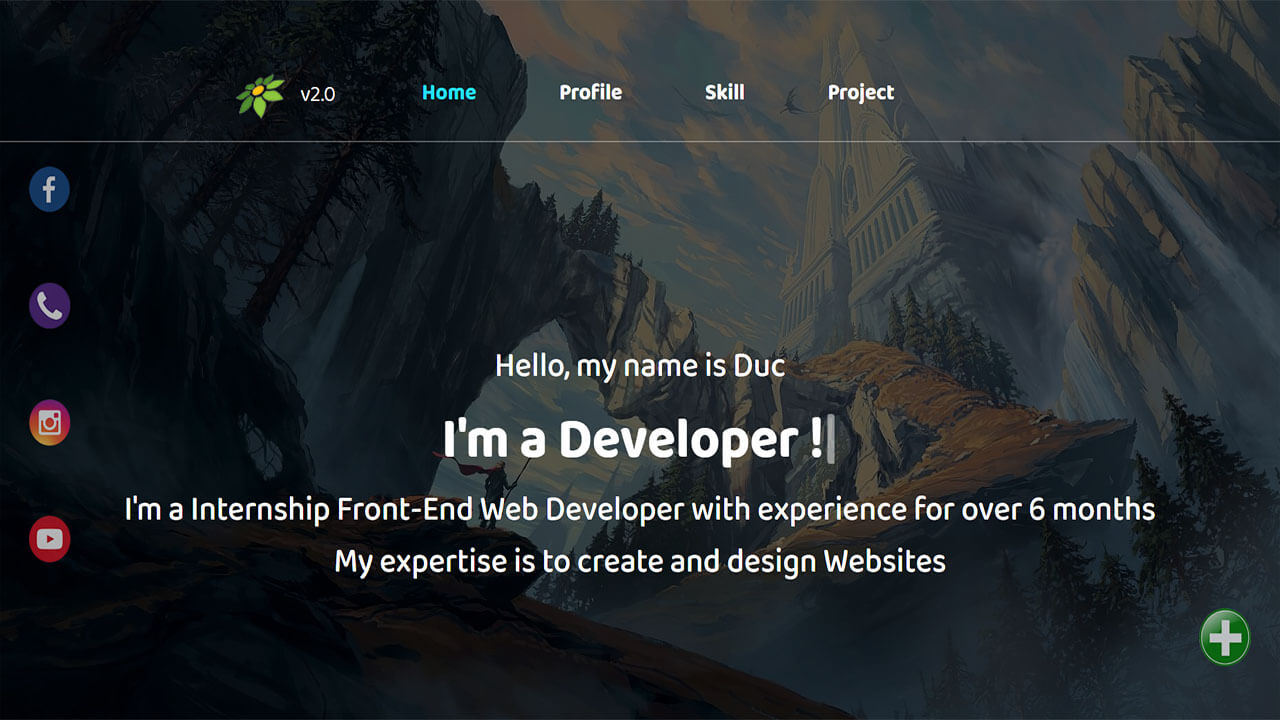 v2.0 Home Profile Skill Project
Hello, my name is Duc
I'm a Developer !
I'm a Internship Front-End Web Developer with experience for over 6 months
My expertise is to create and design Websites